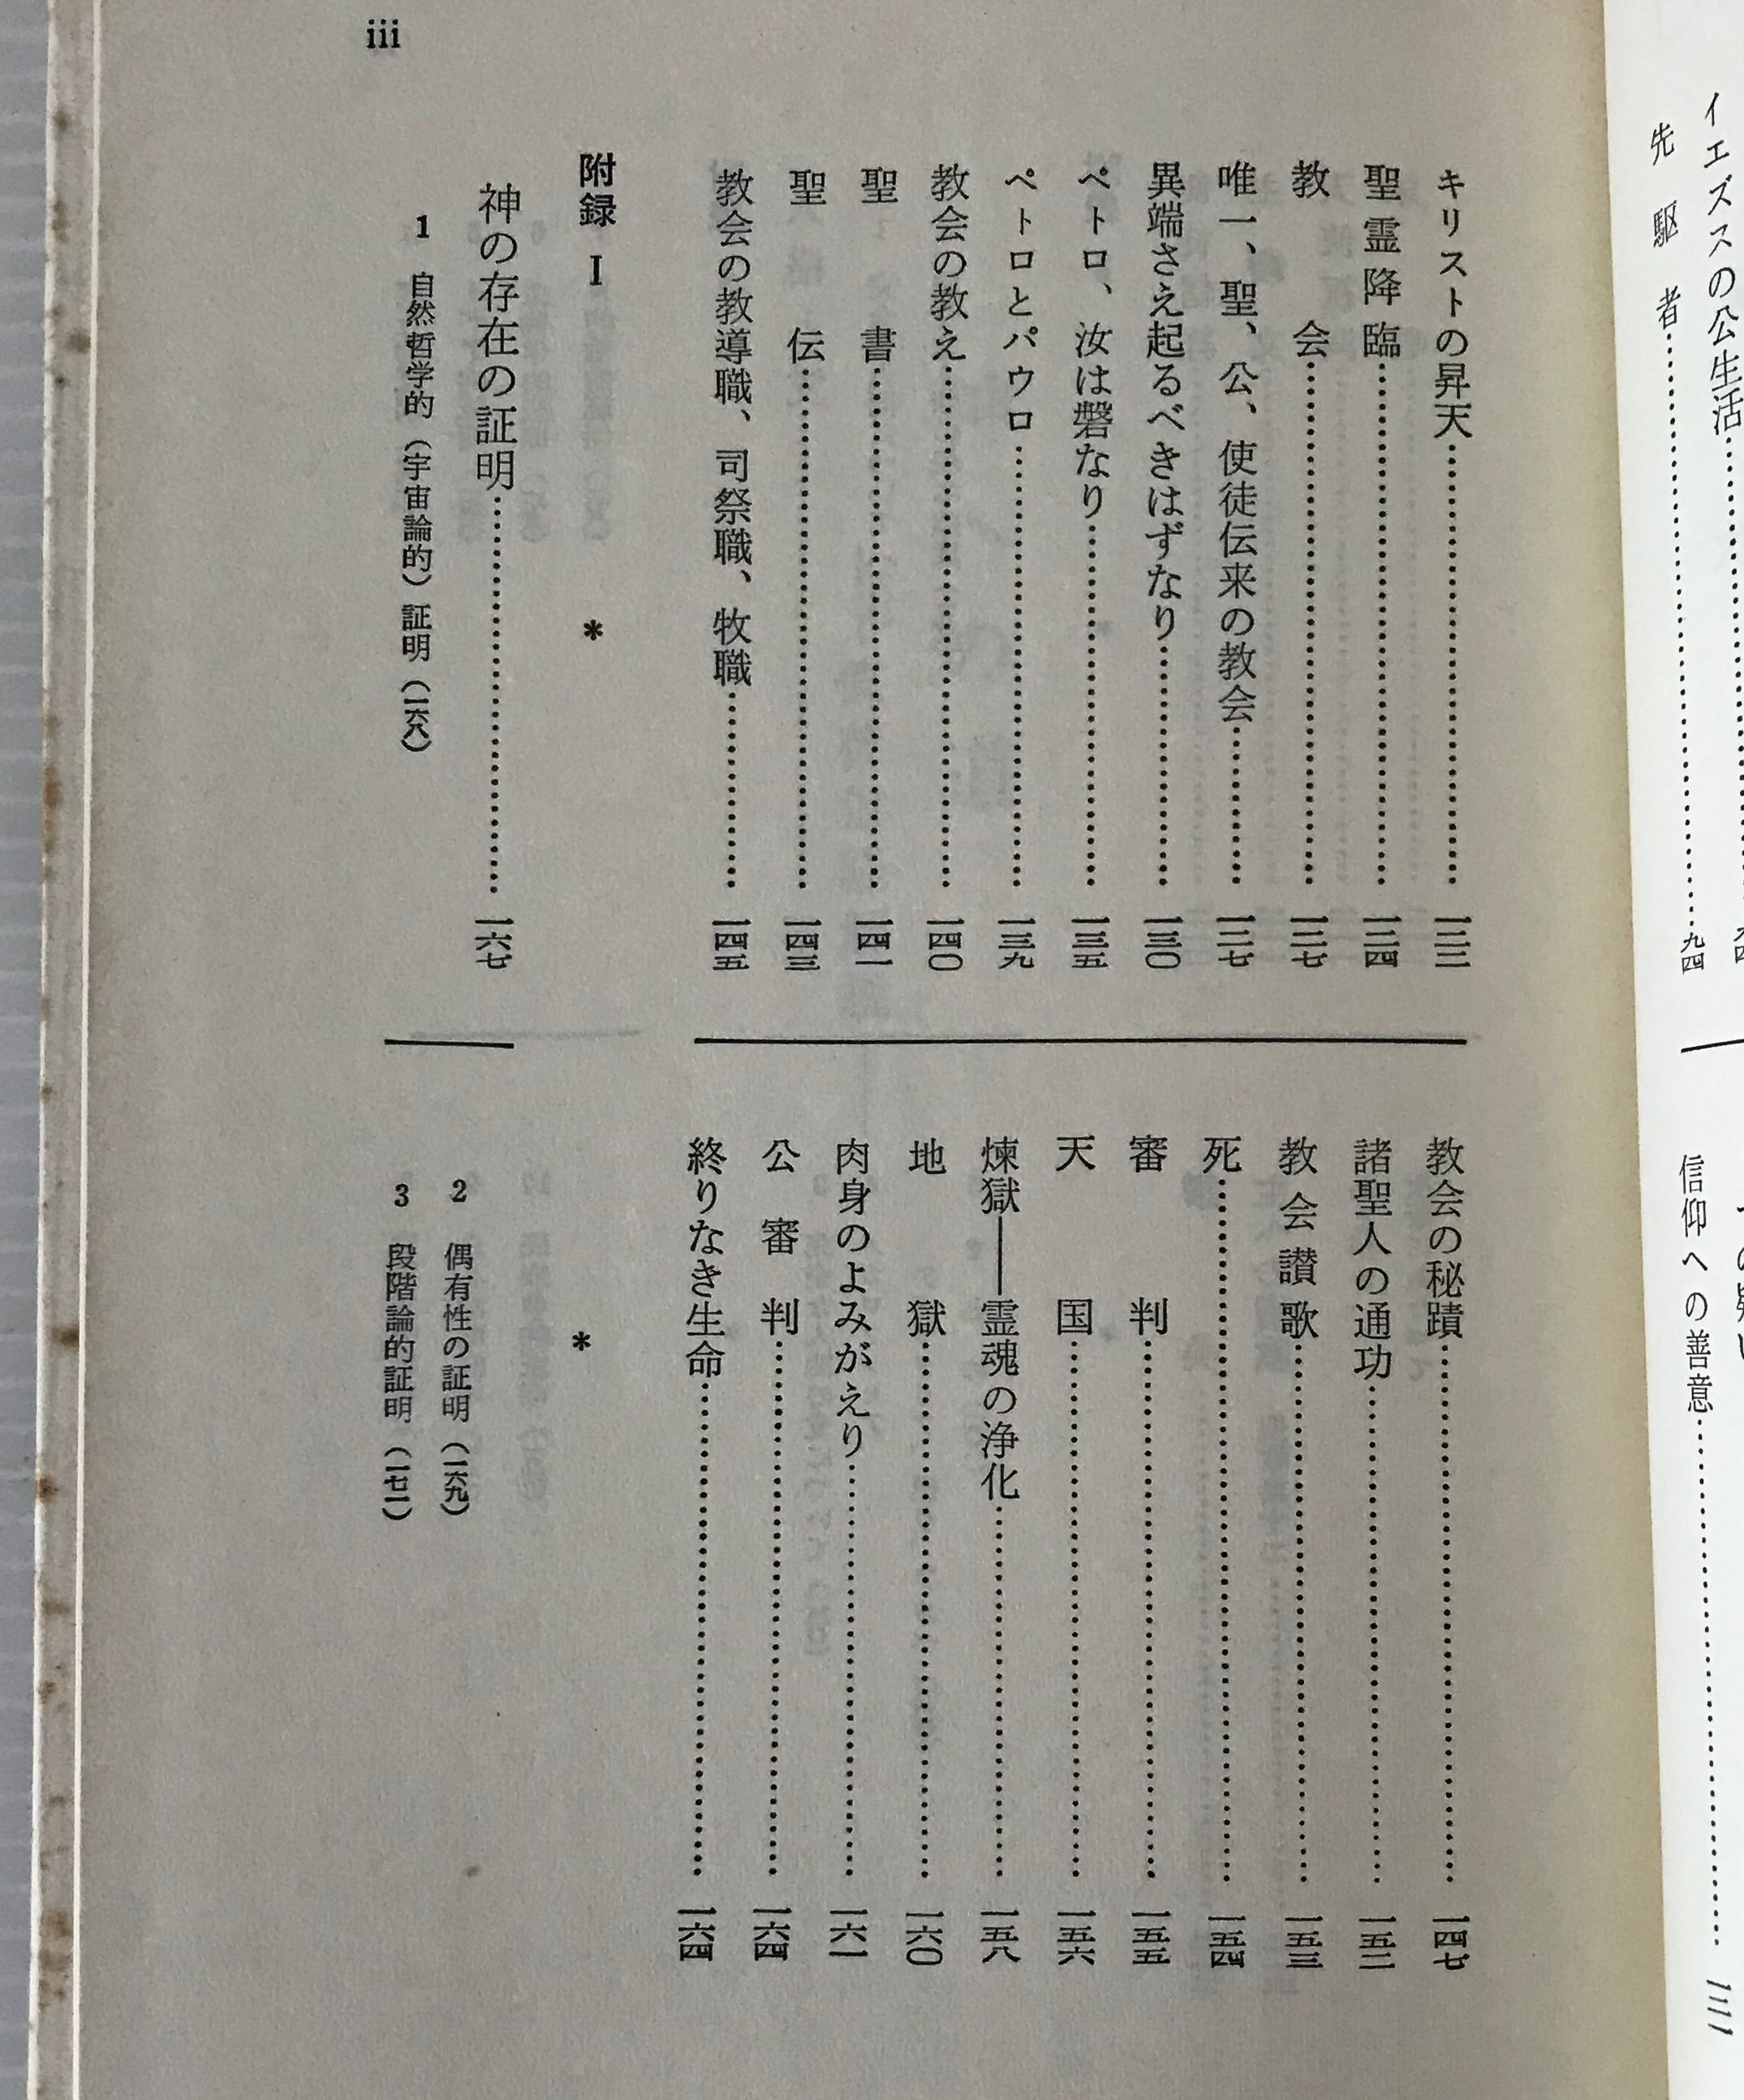 イエズスの公生活
先駆者……九四
信仰への善意……
キリストの昇天……一二二
聖霊降臨……一二四
教会……一二七
唯一、聖、公、使徒伝来の教会……一二七
異端さえ起るべきはずなり……一三〇
ペトロ、汝は磐なり……一三五
ペトロとパウロ……一三九
教会の教え……一四〇
聖書……一四一
聖伝……一四三
教会の教導職、司祭職、牧職……一四五
教会の秘蹟……一四七
諸聖人の通功……一五二
教会讃歌……一五三
死……一五四
審判……一五五
天国……一五六
煉獄――霊魂の浄化……一五八
地獄……一六〇
肉身のよみがえり……一六一
公審判……一六四
終りなき生命……一六四
附録 I
*
*
神の存在の証明……一六七
1 自然哲学的（宇宙論的）証明（一六八）
2 偶有性の証明（一六九）
3 段階論的証明（一七一）
iii